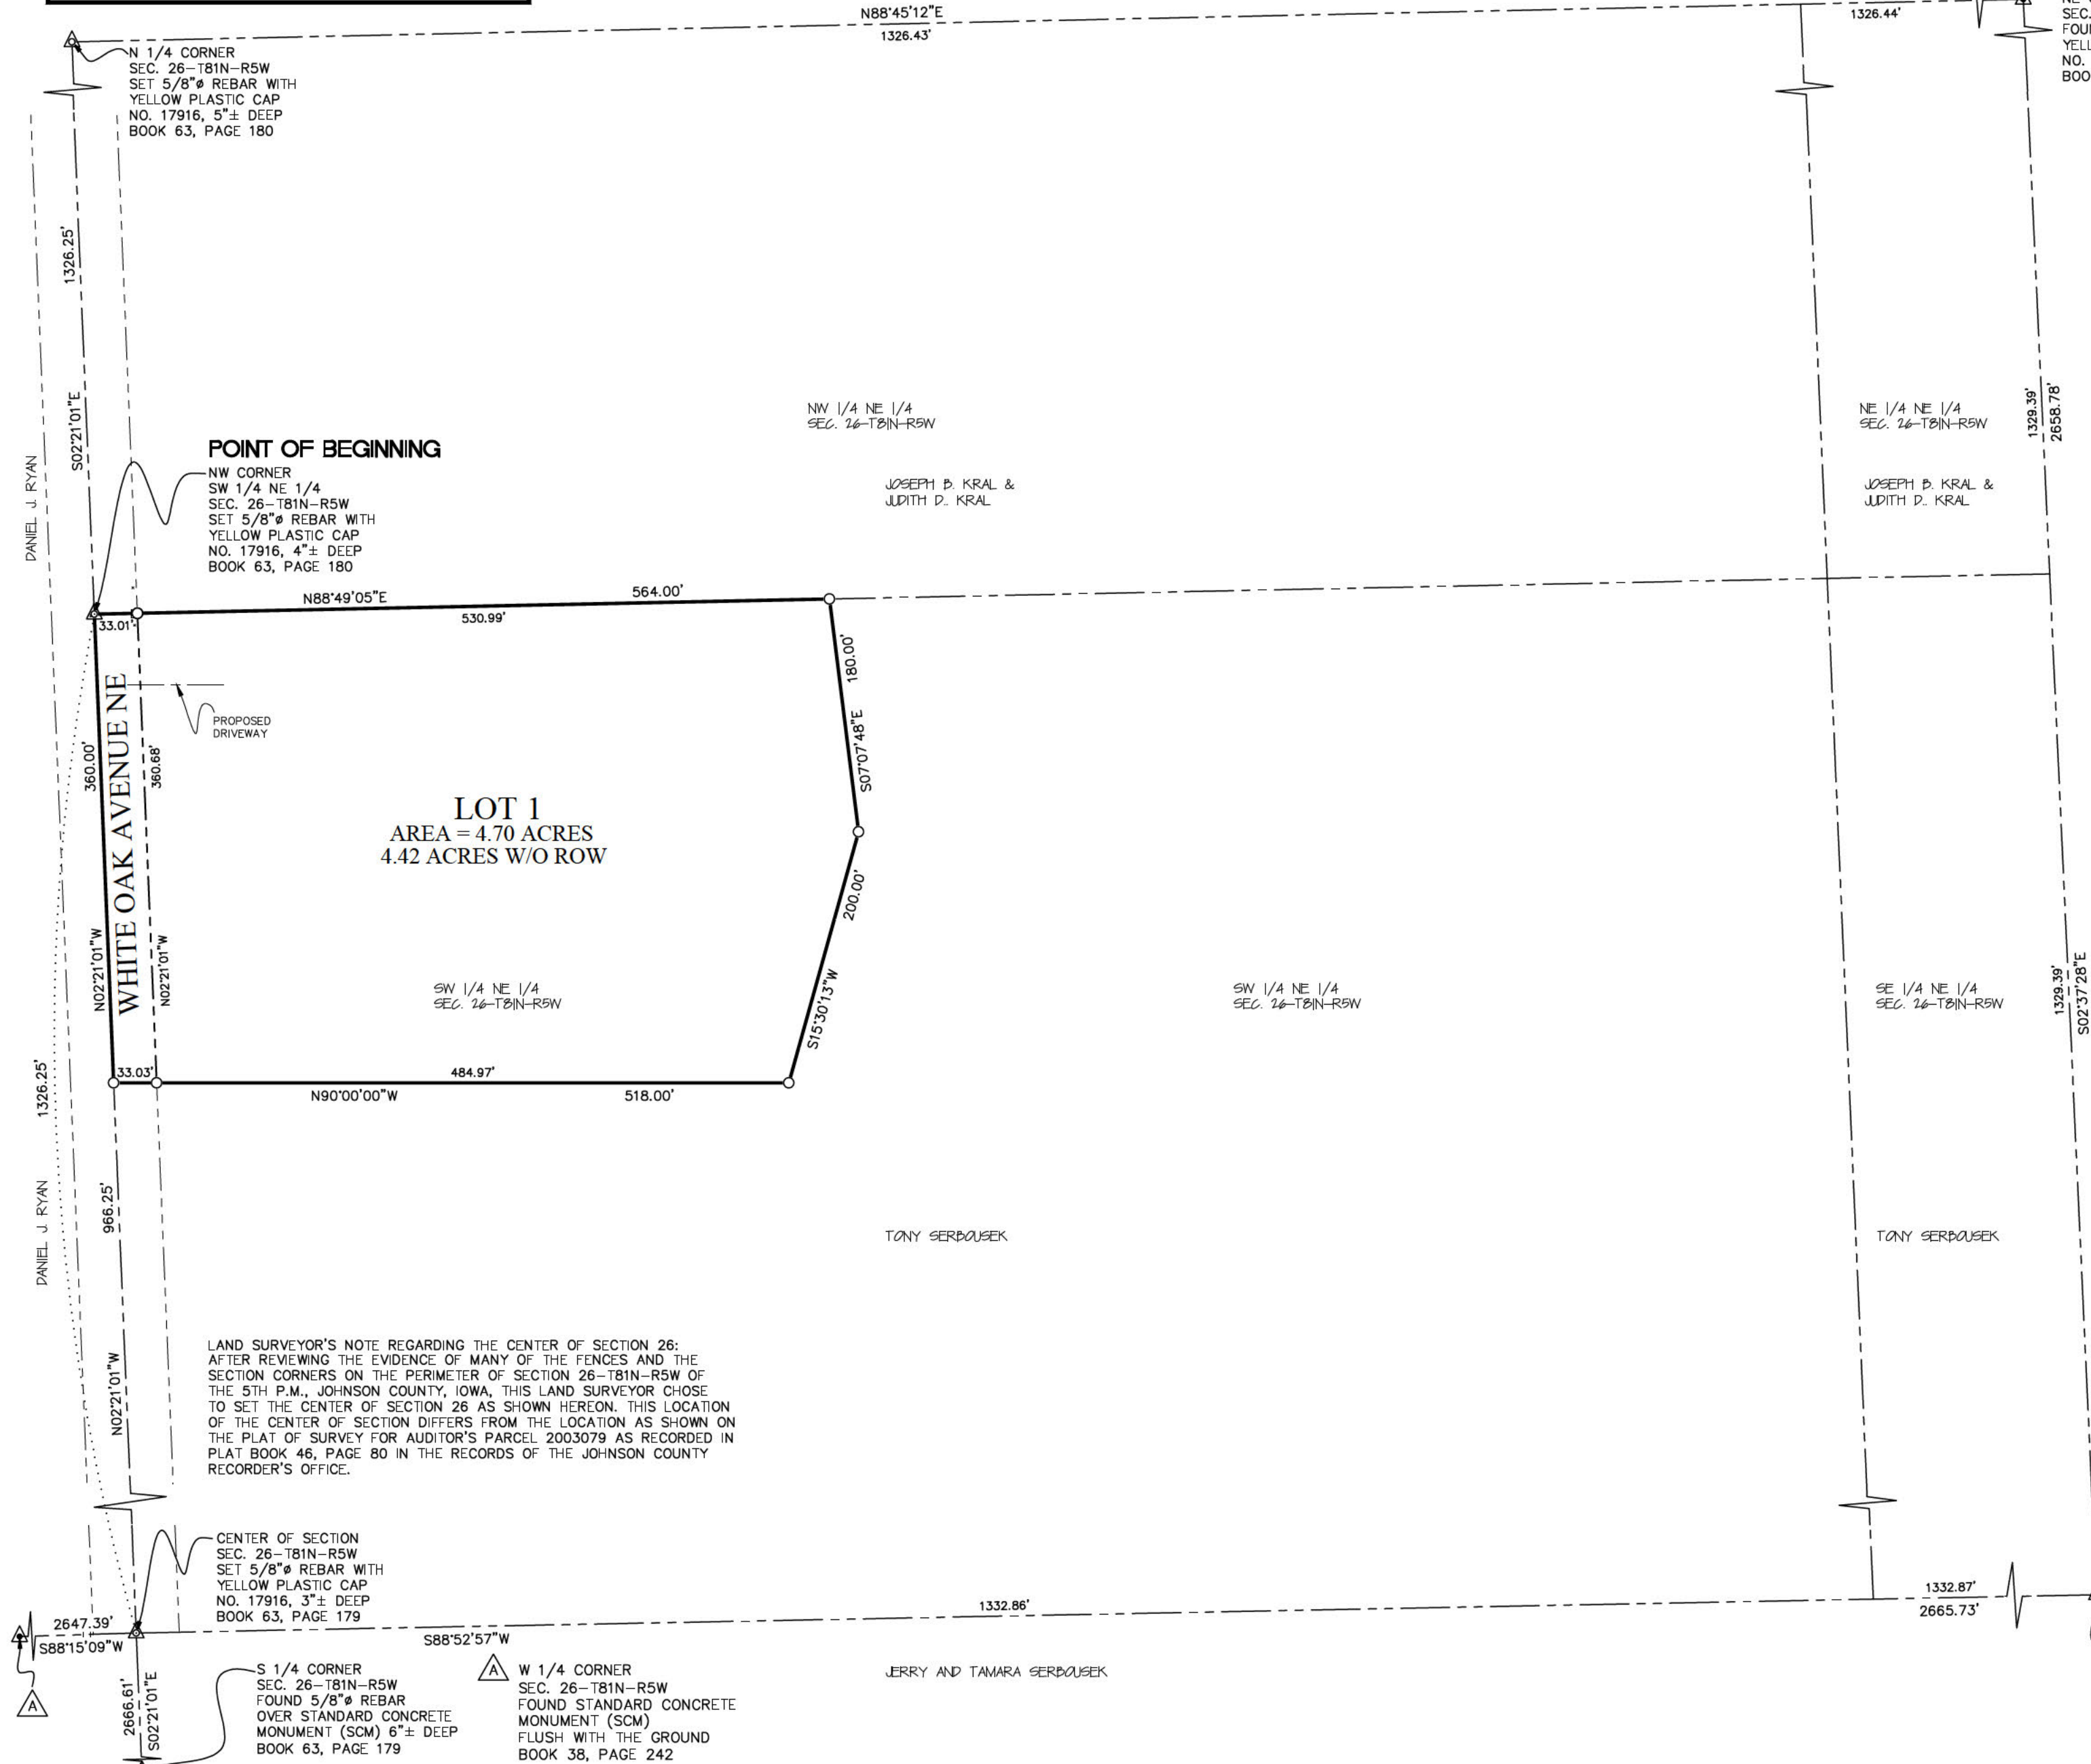 N88°45'12"E
1326.43'
1326.44'
SEC.
NO.
N 1/4 CORNER
SEC. 26-T81N-R5W
SET 5/8"ø REBAR WITH
YELLOW PLASTIC CAP
NO. 17916, 5"± DEEP
BOOK 63, PAGE 180
1326.25'
S02°21'01"E
DANIEL J. RYAN
POINT OF BEGINNING
NW CORNER
SW 1/4 NE 1/4
SEC. 26-T81N-R5W
SET 5/8"ø REBAR WITH
YELLOW PLASTIC CAP
NO. 17916, 4"± DEEP
BOOK 63, PAGE 180
NW 1/4 NE 1/4
SEC. 26-T81N-R5W
JOSEPH B. KRAL &
JUDITH D.. KRAL
NE 1/4 NE 1/4
SEC. 26-T81N-R5W
JOSEPH B. KRAL &
JUDITH D.. KRAL
1329.39'
2658.78'
N88°49'05"E
564.00'
33.01'
530.99'
180.00'
S07°07'48"E
PROPOSED
DRIVEWAY
360.00'
N02°21'01"W
WHITE OAK AVENUE NE
360.68'
N02°21'01"W
LOT 1
AREA = 4.70 ACRES
4.42 ACRES W/O ROW
200.00'
S15°30'13"W
SW 1/4 NE 1/4
SEC. 26-T81N-R5W
SW 1/4 NE 1/4
SEC. 26-T81N-R5W
SE 1/4 NE 1/4
SEC. 26-T81N-R5W
1329.39'
S02°37'28"E
33.03'
484.97'
N90°00'00"W
518.00'
1326.25'
DANIEL J. RYAN
966.25'
N02°21'01"W
TONY SERBOUSEK
TONY SERBOUSEK
LAND SURVEYOR'S NOTE REGARDING THE CENTER OF SECTION 26:
AFTER REVIEWING THE EVIDENCE OF MANY OF THE FENCES AND THE
SECTION CORNERS ON THE PERIMETER OF SECTION 26-T81N-R5W OF
THE 5TH P.M., JOHNSON COUNTY, IOWA, THIS LAND SURVEYOR CHOSE
TO SET THE CENTER OF SECTION 26 AS SHOWN HEREON. THIS LOCATION
OF THE CENTER OF SECTION DIFFERS FROM THE LOCATION AS SHOWN ON
THE PLAT OF SURVEY FOR AUDITOR'S PARCEL 2003079 AS RECORDED IN
PLAT BOOK 46, PAGE 80 IN THE RECORDS OF THE JOHNSON COUNTY
RECORDER'S OFFICE.
CENTER OF SECTION
SEC. 26-T81N-R5W
SET 5/8"ø REBAR WITH
YELLOW PLASTIC CAP
NO. 17916, 3"± DEEP
BOOK 63, PAGE 179
2647.39'
S88°15'09"W
S88°52'57"W
1332.86'
1332.87'
2665.73'
A
2666.61'
S02°21'01"E
S 1/4 CORNER
SEC. 26-T81N-R5W
FOUND 5/8"ø REBAR
OVER STANDARD CONCRETE
MONUMENT (SCM) 6"± DEEP
BOOK 63, PAGE 179
A
W 1/4 CORNER
SEC. 26-T81N-R5W
FOUND STANDARD CONCRETE
MONUMENT (SCM)
FLUSH WITH THE GROUND
BOOK 38, PAGE 242
JERRY AND TAMARA SERBOUSEK